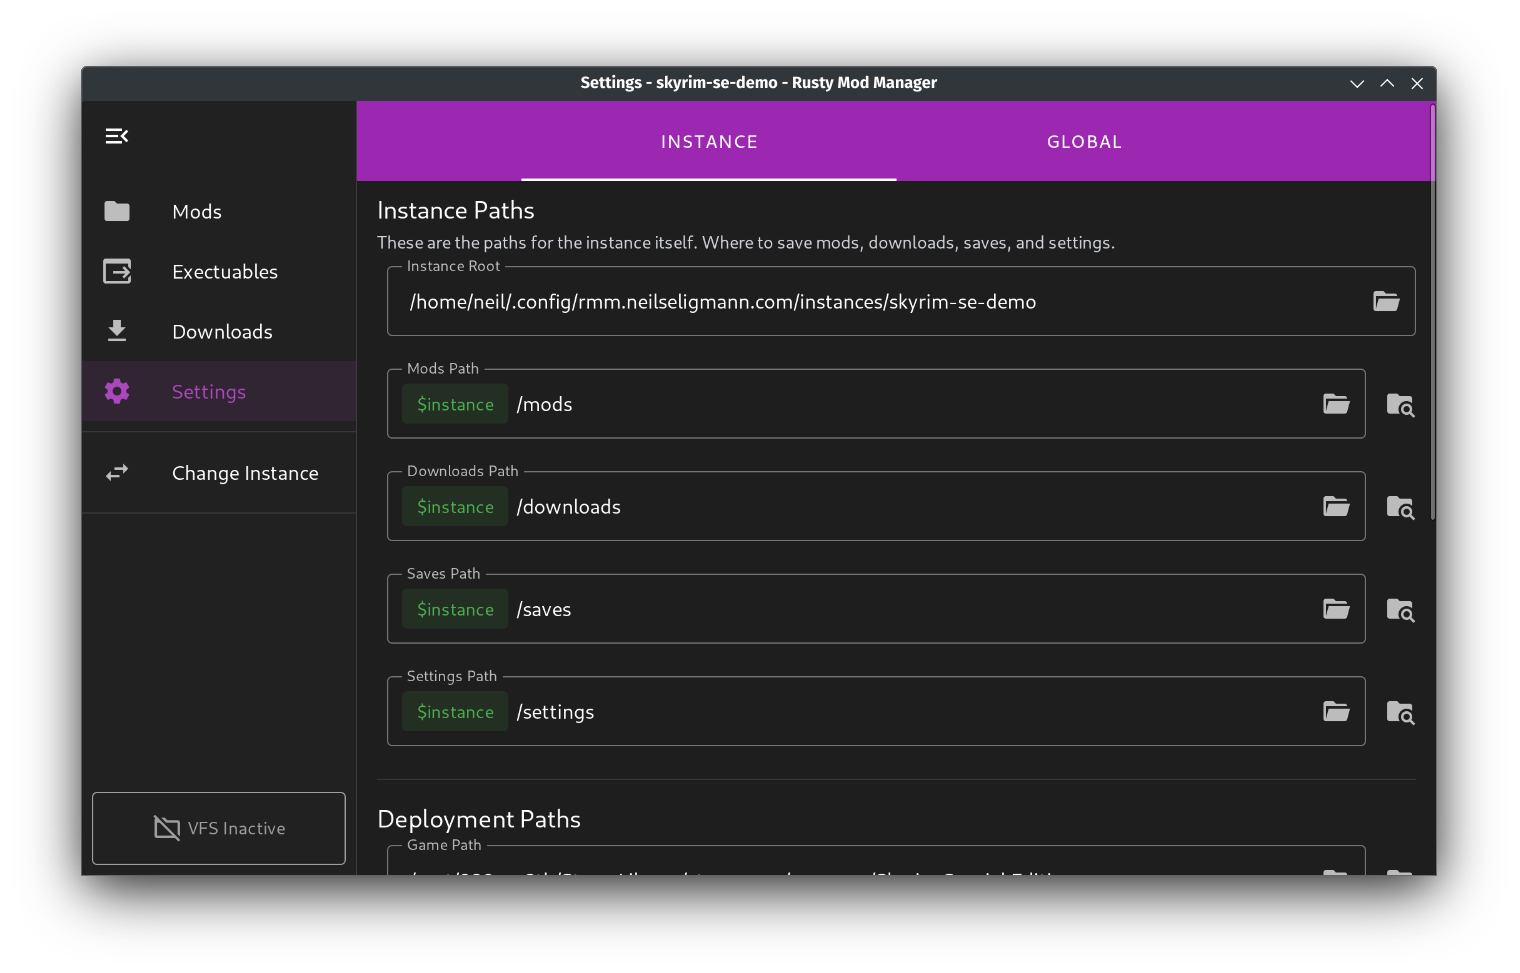 Settings - skyrim-se-demo - Rusty Mod Manager
INSTANCE
GLOBAL
Mods
Exectuables
Downloads
Settings
Change Instance
VFS Inactive
Instance Paths
These are the paths for the instance itself. Where to save mods, downloads, saves, and settings.
Instance Root
/home/neil/.config/rmm.neilseligmann.com/instances/skyrim-se-demo
Mods Path
$instance /mods
Downloads Path
$instance /downloads
Saves Path
$instance /saves
Settings Path
$instance /settings
Deployment Paths
Game Path